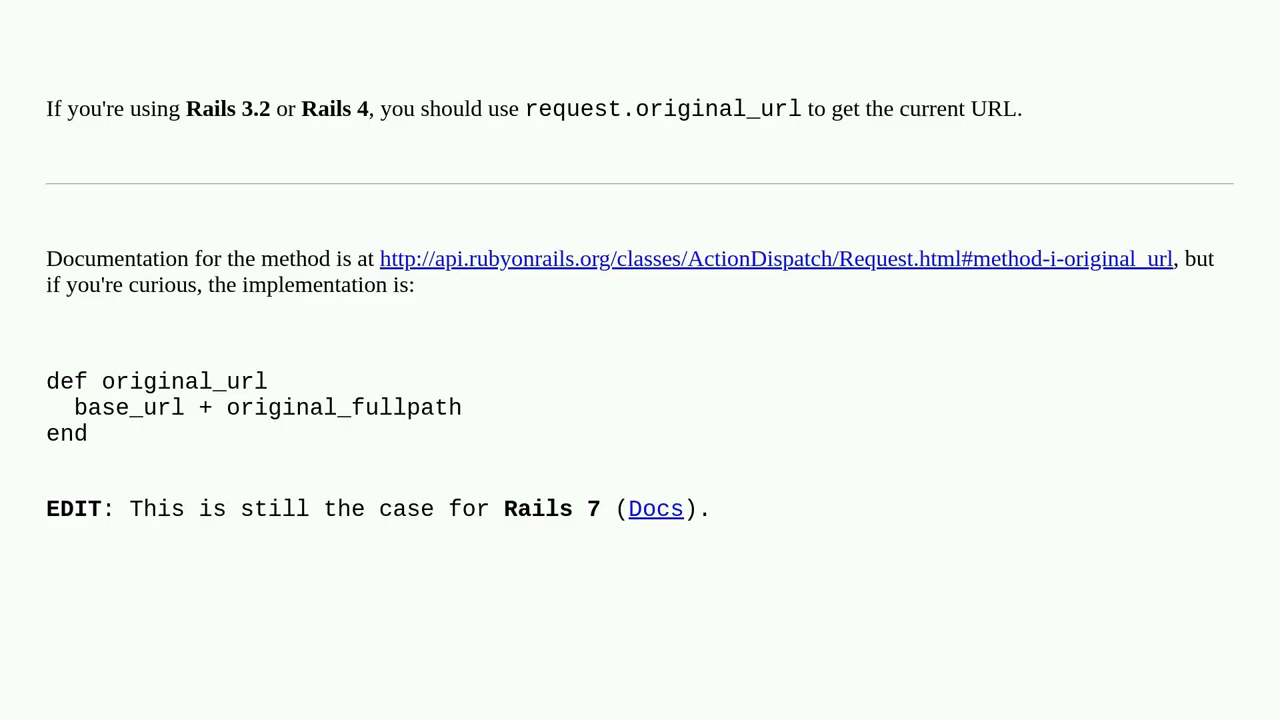 If you're using Rails 3.2 or Rails 4, you should use request.original_url to get the current URL.
Documentation for the method is at http://api.rubyonrails.org/classes/ActionDispatch/Request.html#method-i-original_url, but
if you're curious, the implementation is:
def original_url
  base_url + original_fullpath
end
EDIT: This is still the case for Rails 7 (Docs).